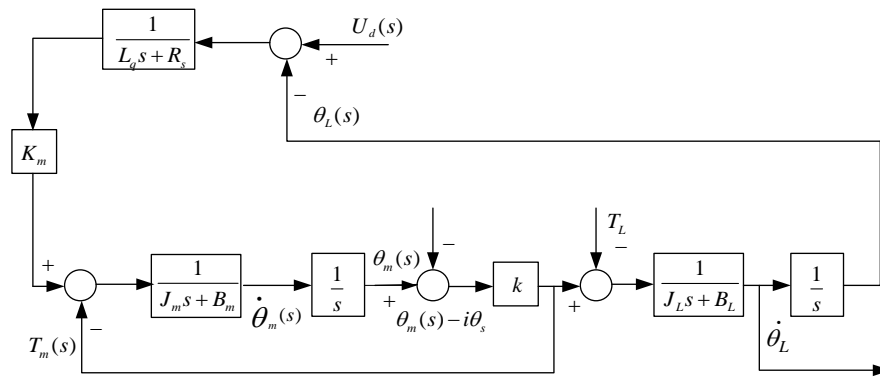 U_d(s)
+
1
L_q s + R_s
−
θ_L(s)
K_m
+
−
T_m(s)
1
J_m s + B_m
θ̇_m(s)
1
s
θ_m(s)
+
−
θ_m(s) − iθ_s
k
+
T_L
−
1
J_L s + B_L
θ̇_L
1
s